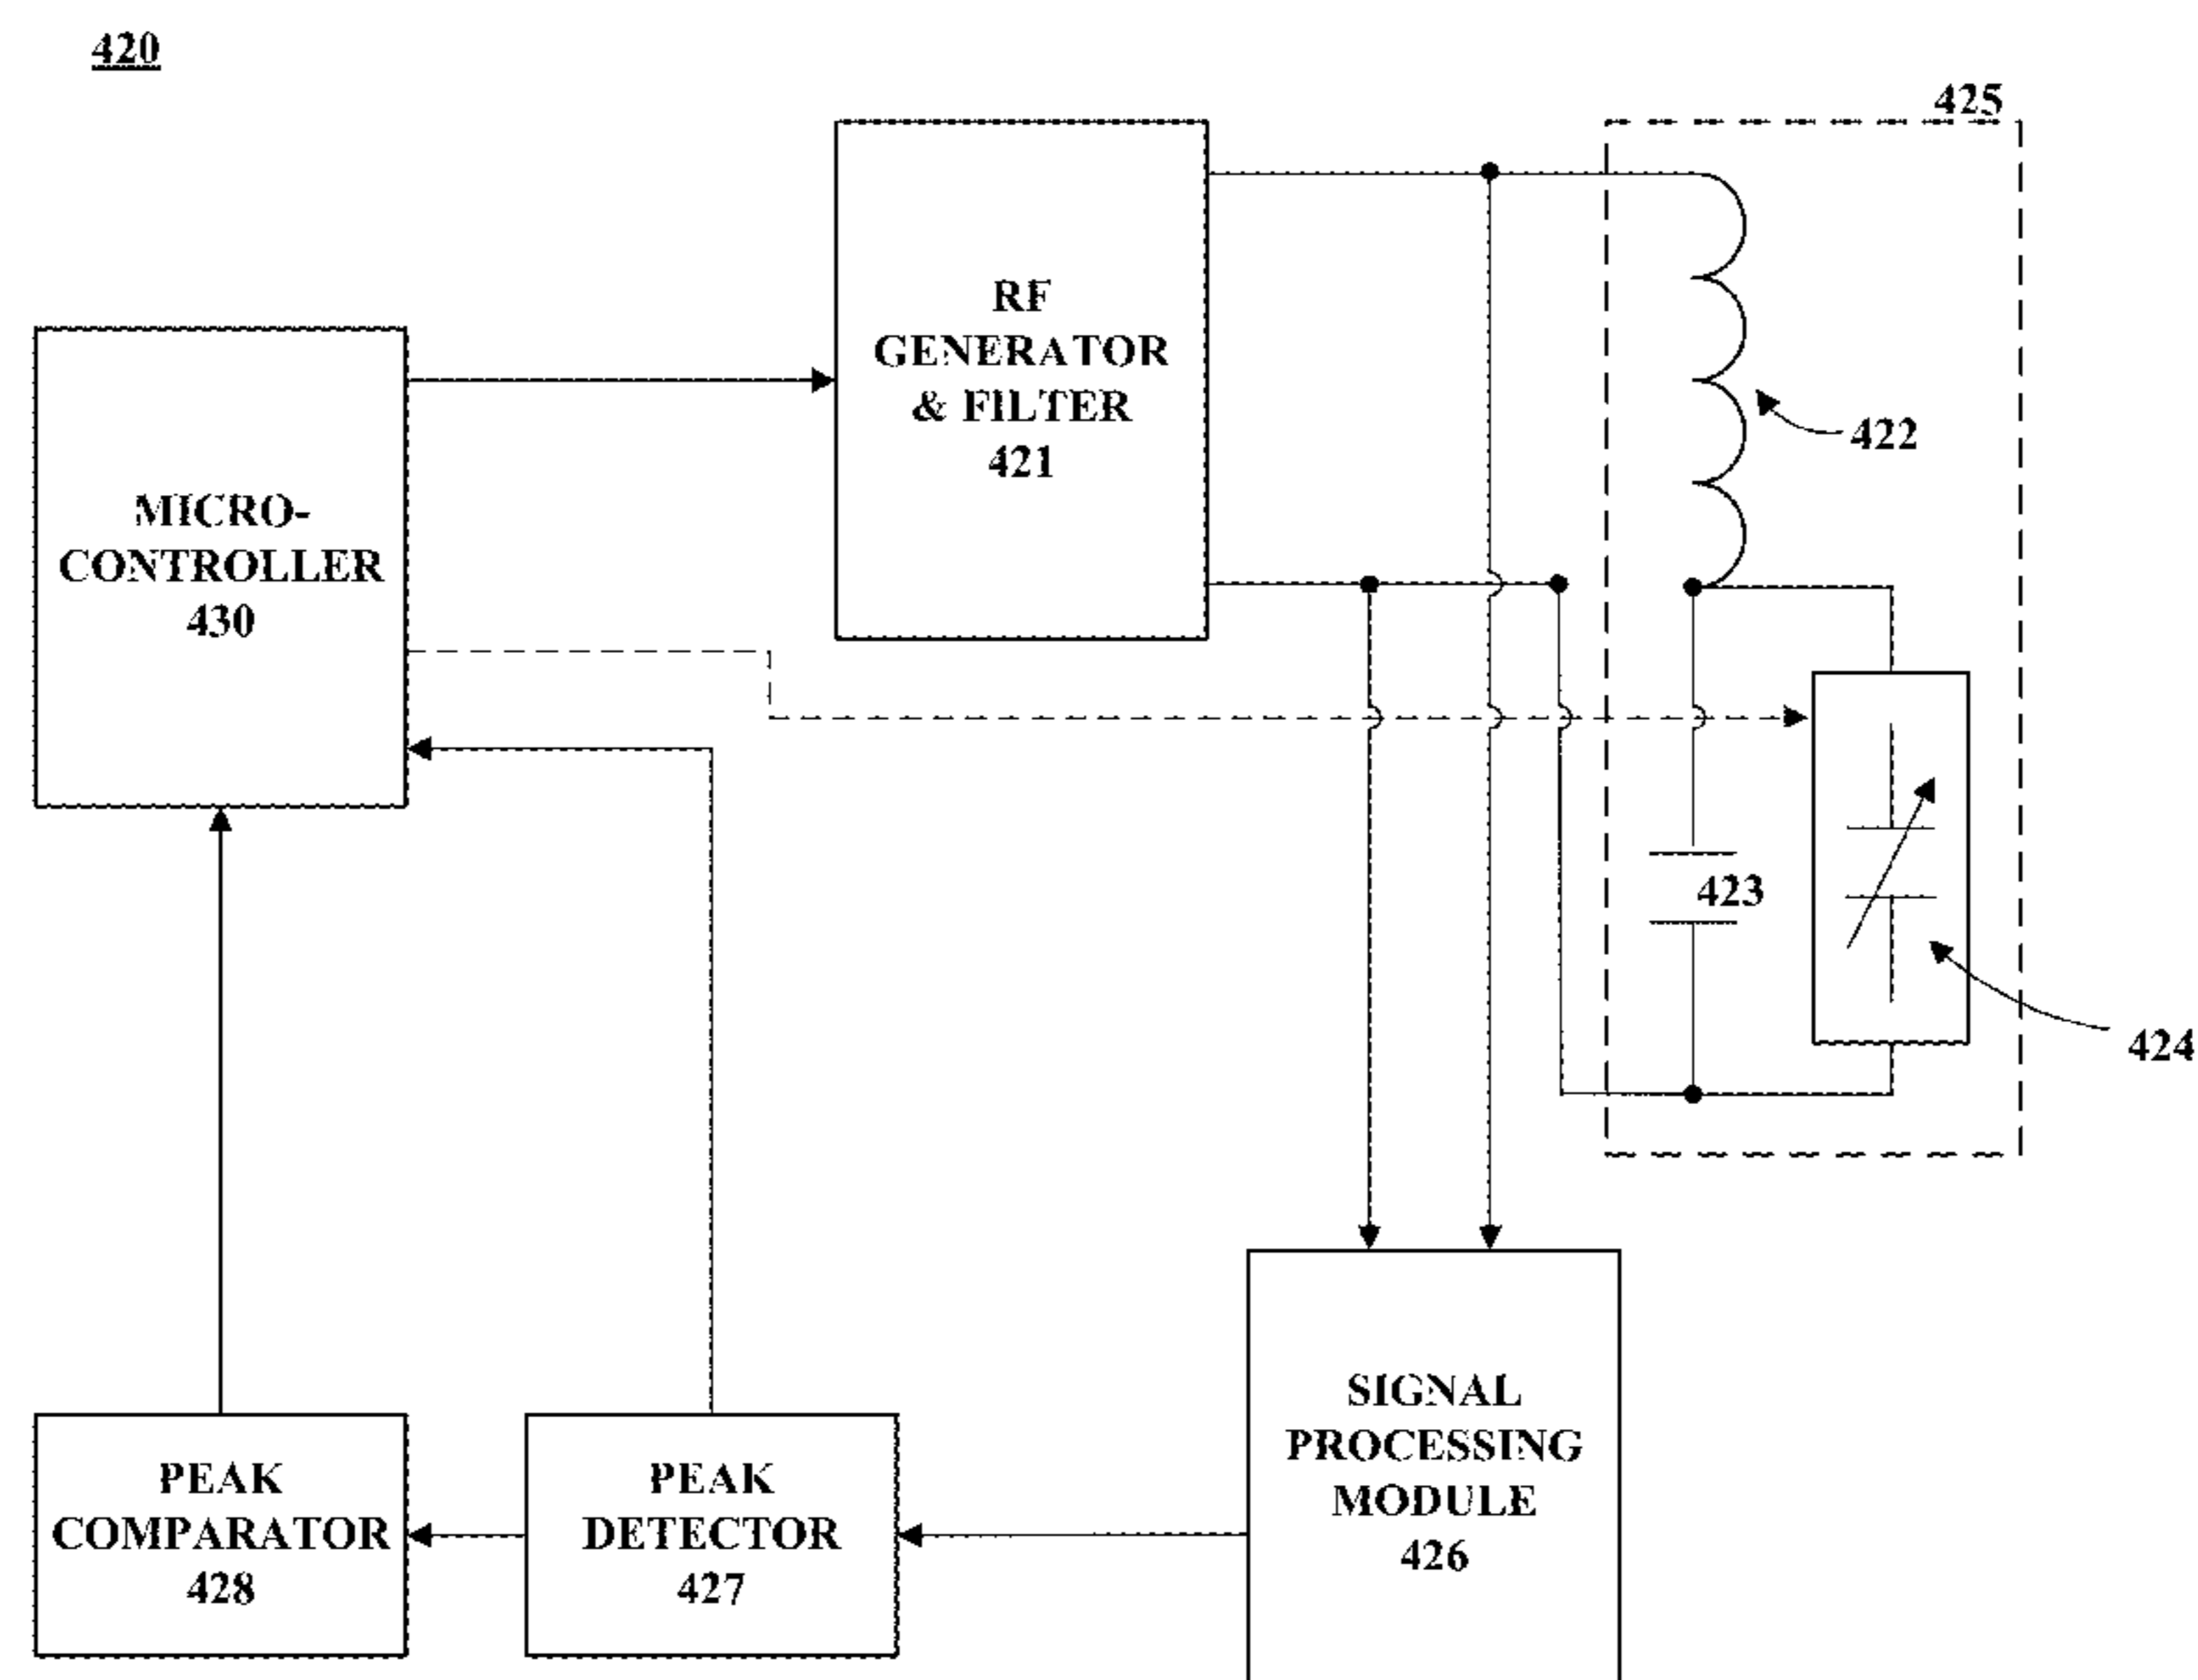 420
425
RF
GENERATOR
& FILTER
421
422
MICRO-
CONTROLLER
430
423
424
SIGNAL
PROCESSING
MODULE
426
PEAK
DETECTOR
427
PEAK
COMPARATOR
428